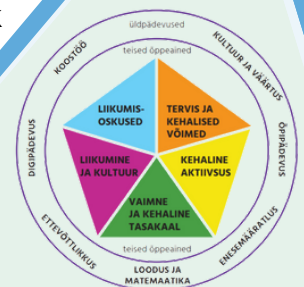 K
üldpädevused
teised õppeained
KOOSTÖÖ
KULTUUR JA VÄÄRTUS
LIIKUMIS-
OSKUSED
TERVIS JA
KEHALISED
VÕIMED
DIGIPÄDEVUS
ÕPIPÄDEVUS
LIIKUMINE
JA KULTUUR
KEHALINE
AKTIIVSUS
VAIMNE
JA KEHALINE
TASAKAAL
ETTEVÕTLIKKUS
ENESEMÄÄRATLUS
teised õppeained
LOODUS JA
MATEMAATIKA